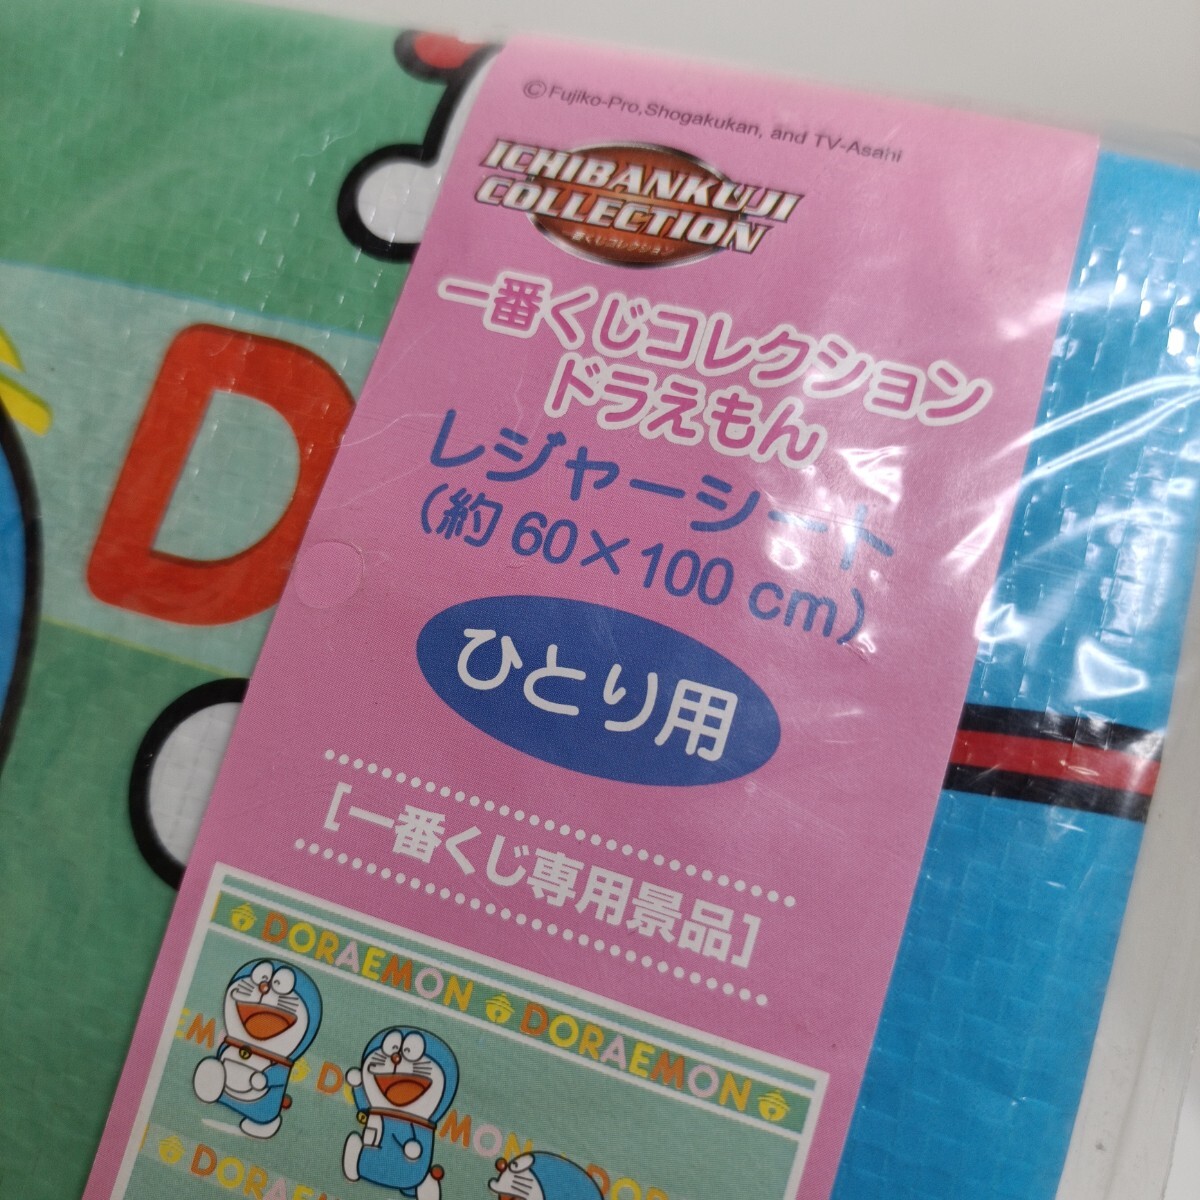 ©Fujiko-Pro,Shogakukan, and TV-Asahi
ICHIBANKUJI
COLLECTION
一番くじコレクション
一番くじコレクション
ドラえもん
レジャーシート
(約 60×100 cm)
ひとり用
[一番くじ専用景品]
D
DORAEMON DORAEMON
EM DORAEMON DO
DORAEM